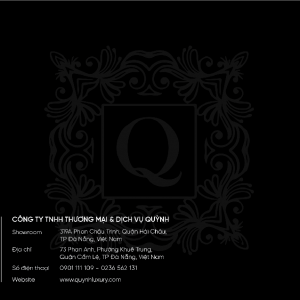 Q
CÔNG TY TNHH THƯƠNG MẠI & DỊCH VỤ QUỲNH
Showroom 319A Phan Châu Trinh, Quận Hải Châu,
TP Đà Nẵng, Việt Nam
Địa chỉ 73 Phan Anh, Phường Khuê Trung,
Quận Cẩm Lệ, TP Đà Nẵng, Việt Nam
Số điện thoại 0901 111 109 - 0236 562 131
Website www.quynhluxury.com